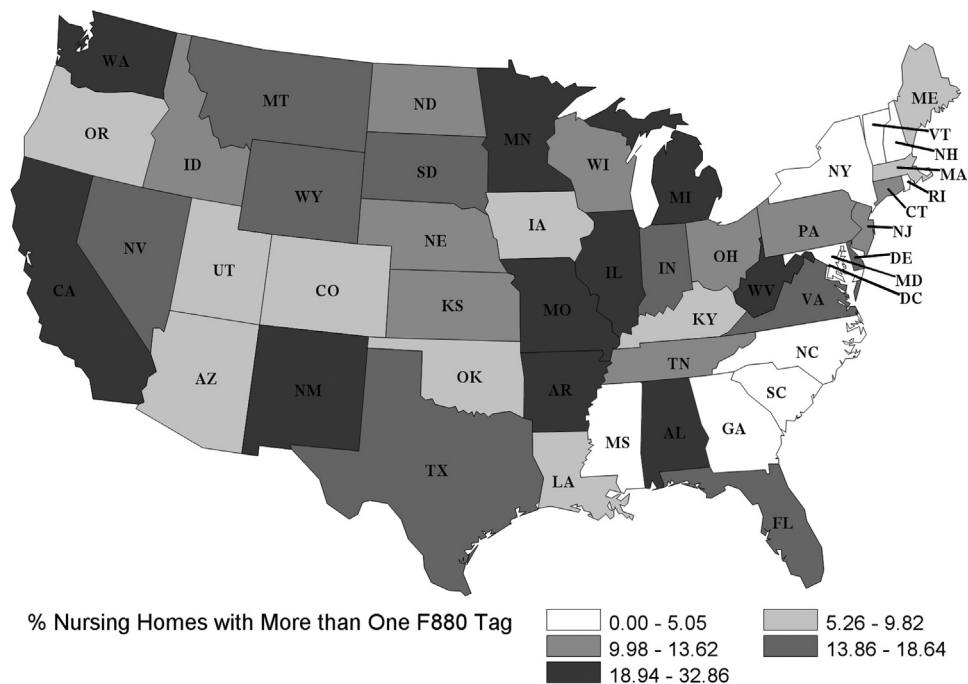 WA
MT
ND
MN
ME
OR
ID
SD
WI
VT
NH
WY
MI
NY
MA
RI
CT
NV
NE
IA
PA
NJ
UT
CO
IL
IN
OH
DE
MD
DC
CA
KS
MO
WV
VA
KY
AZ
NM
OK
AR
TN
NC
SC
MS
AL
GA
TX
LA
FL
% Nursing Homes with More than One F880 Tag
0.00 - 5.05
5.26 - 9.82
9.98 - 13.62
13.86 - 18.64
18.94 - 32.86